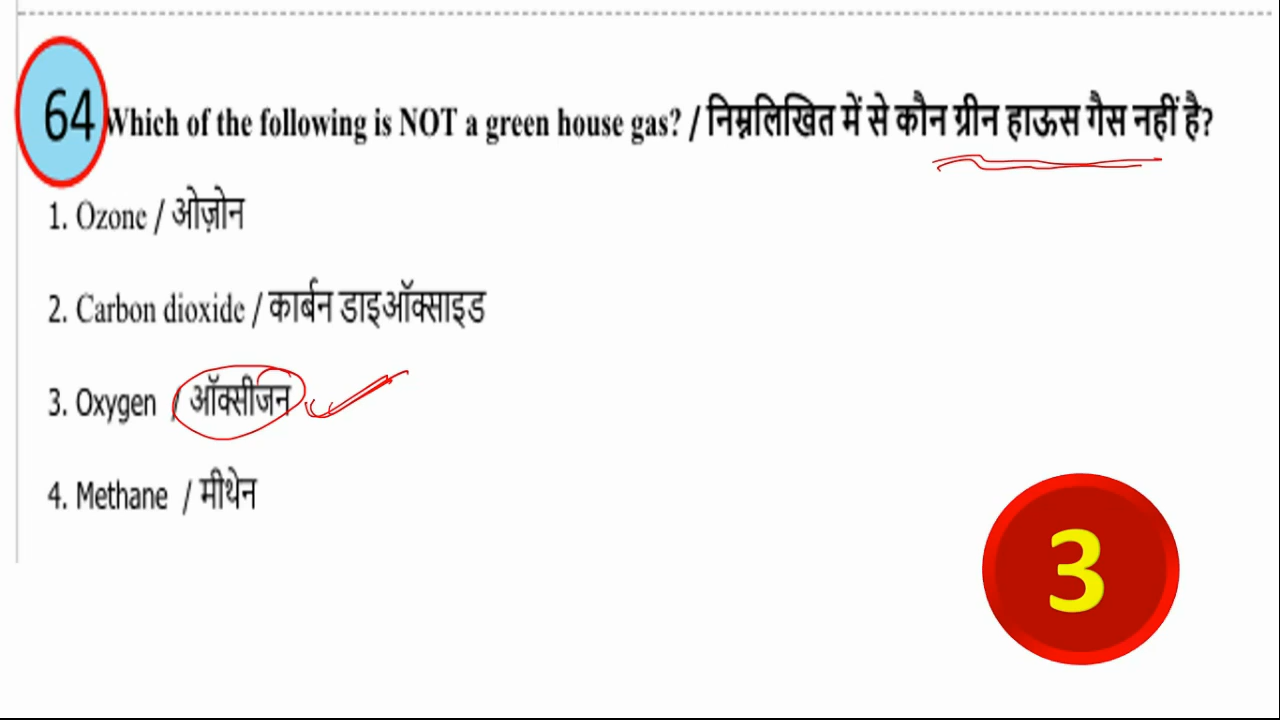 64 Which of the following is NOT a green house gas? / निम्नलिखित में से कौन ग्रीन हाऊस गैस नहीं है?
1. Ozone / ओज़ोन
2. Carbon dioxide / कार्बन डाइऑक्साइड
3. Oxygen / ऑक्सीजन
4. Methane / मीथेन
3